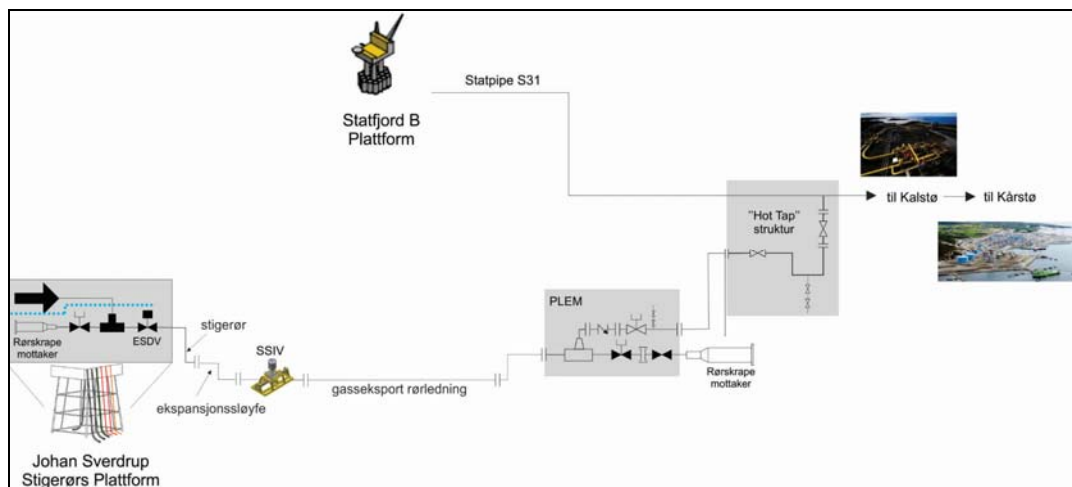 Statpipe S31
Statfjord B
Plattform
til Kalstø
til Kårstø
"Hot Tap"
struktur
PLEM
Rørskrape
mottaker
ESDV
stigerør
SSIV
gasseksport rørledning
Rørskrape
mottaker
ekspansjonssløyfe
Johan Sverdrup
Stigerørs Plattform